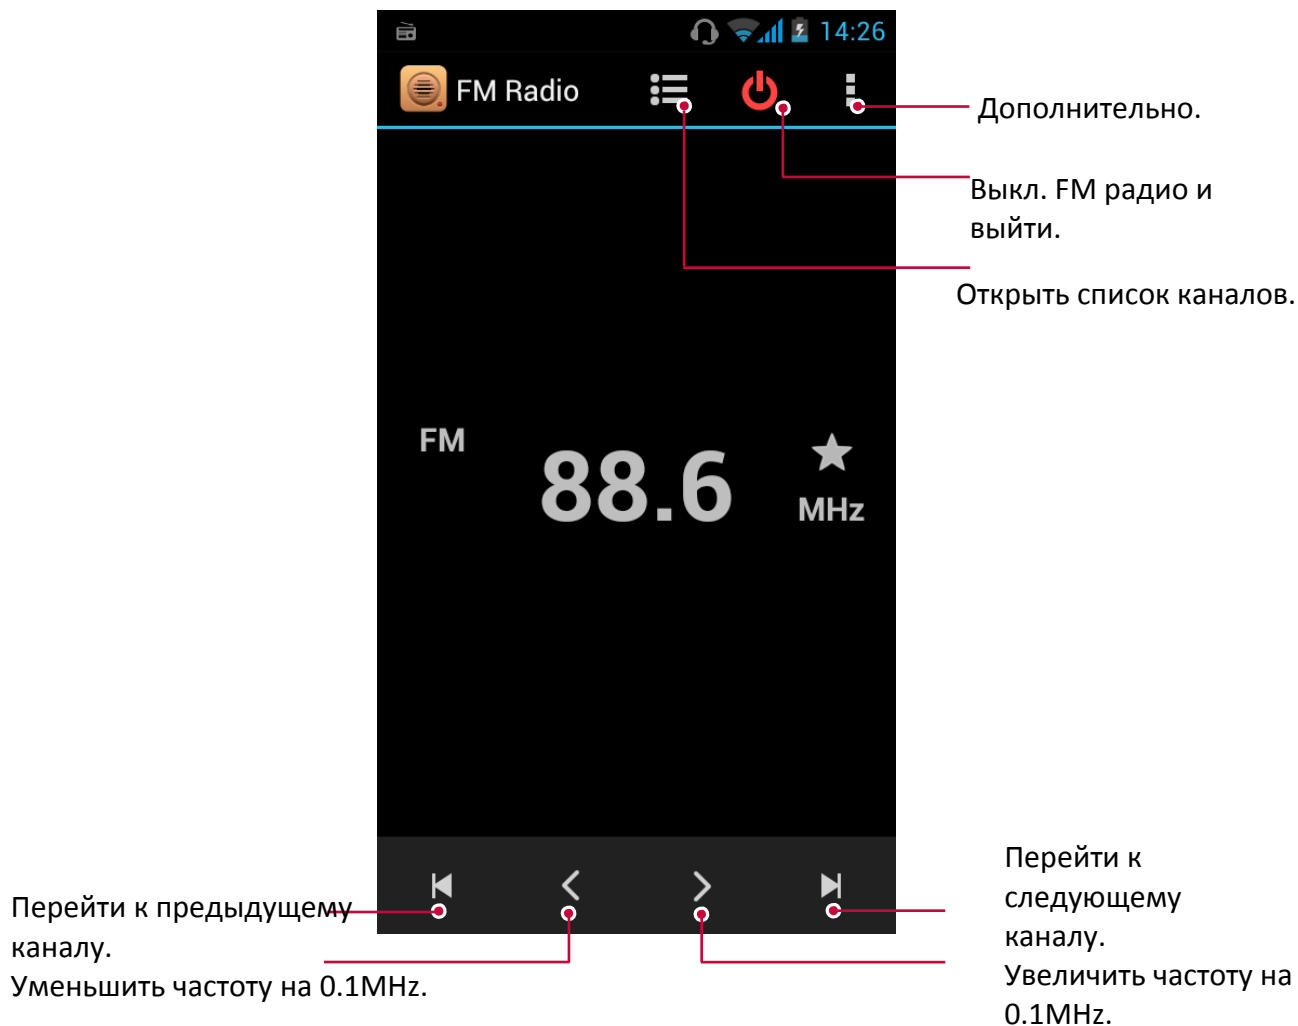 14:26
FM Radio
Дополнительно.
Выкл. FM радио и
выйти.
Открыть список каналов.
FM
88.6
MHz
Перейти к предыдущему
каналу.
Уменьшить частоту на 0.1MHz.
Перейти к
следующему
каналу.
Увеличить частоту на
0.1MHz.